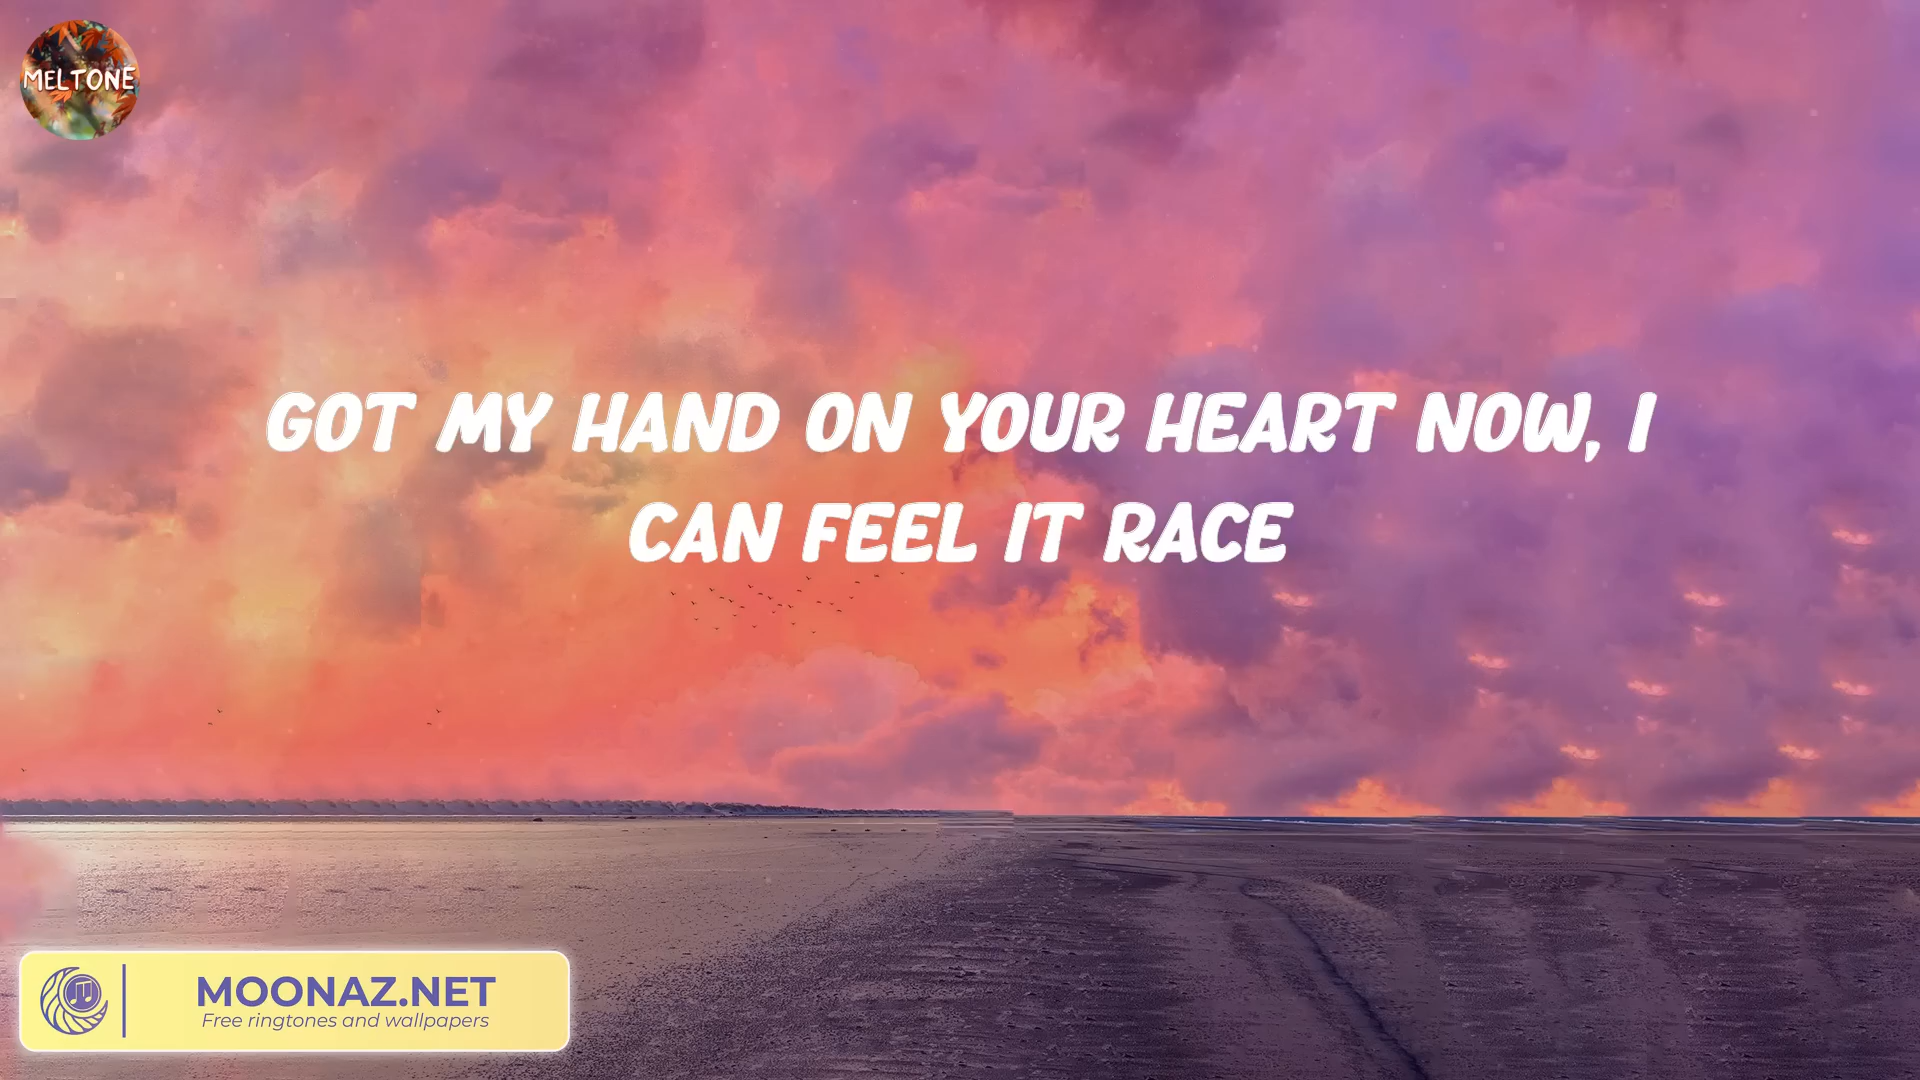 MELTONE
GOT MY HAND ON YOUR HEART NOW, I
CAN FEEL IT RACE
MOONAZ.NET
Free ringtones and wallpapers